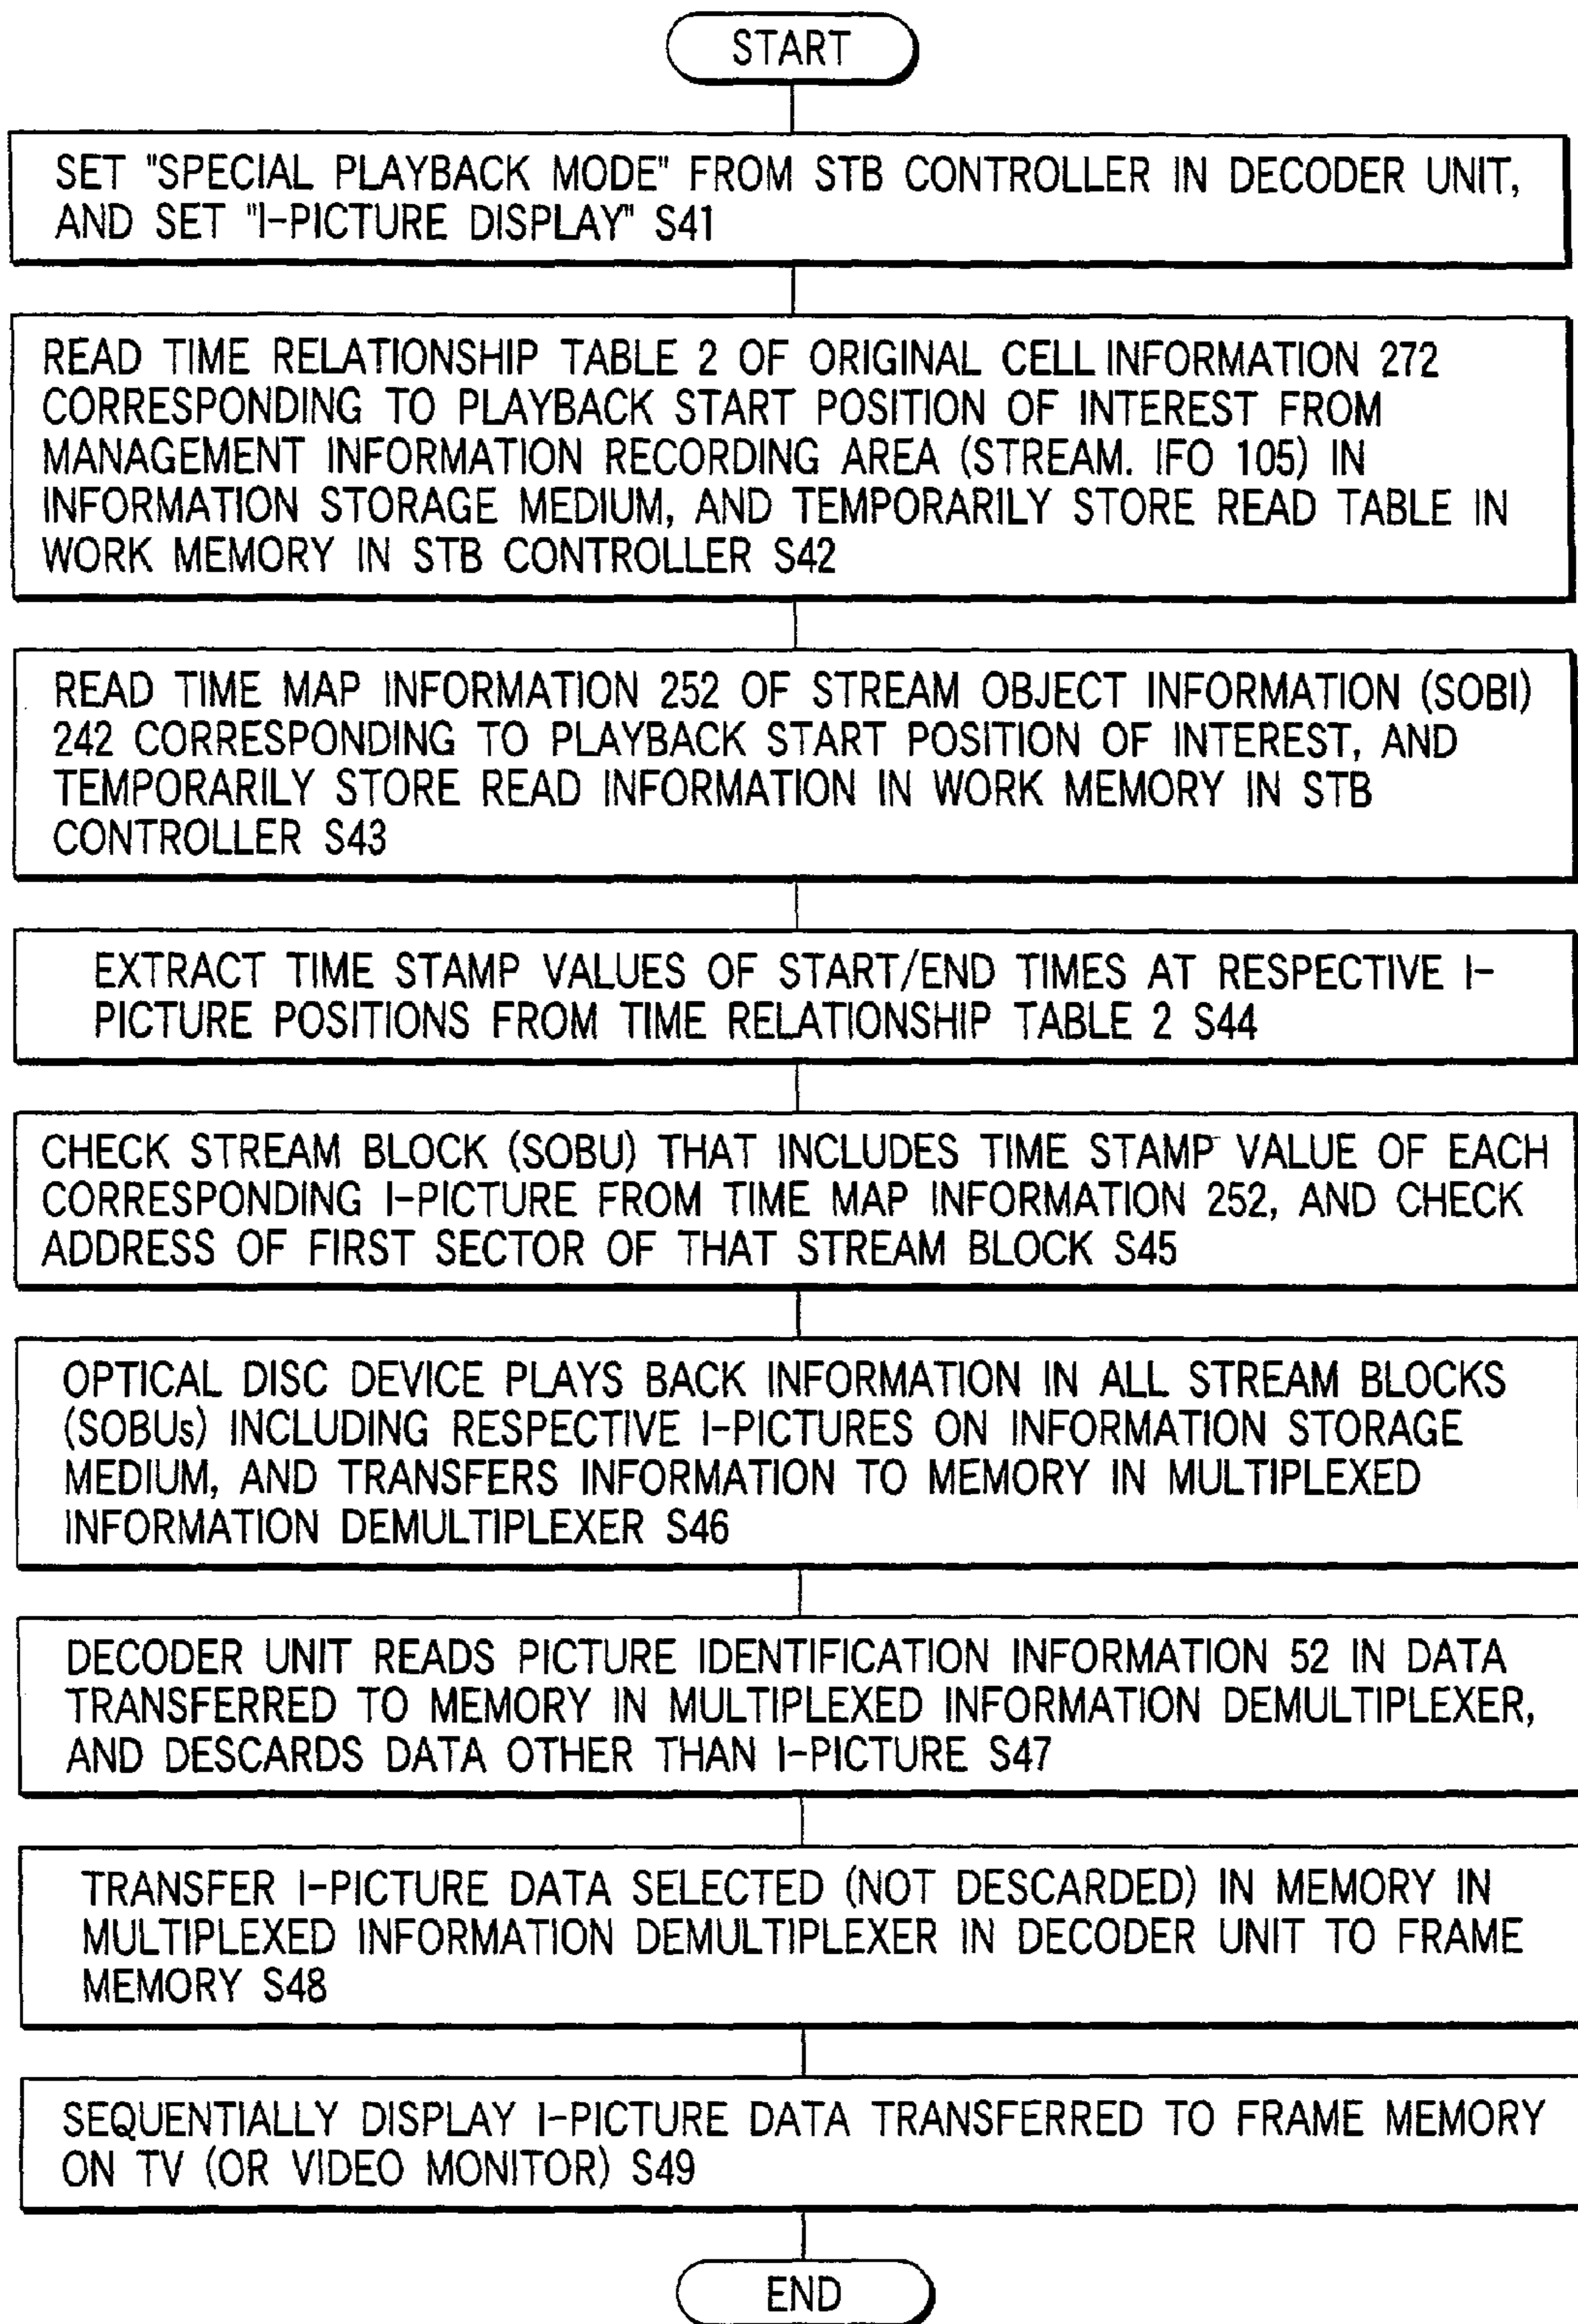 START
SET "SPECIAL PLAYBACK MODE" FROM STB CONTROLLER IN DECODER UNIT,
AND SET "I-PICTURE DISPLAY" S41
READ TIME RELATIONSHIP TABLE 2 OF ORIGINAL CELL INFORMATION 272
CORRESPONDING TO PLAYBACK START POSITION OF INTEREST FROM
MANAGEMENT INFORMATION RECORDING AREA (STREAM. IFO 105) IN
INFORMATION STORAGE MEDIUM, AND TEMPORARILY STORE READ TABLE IN
WORK MEMORY IN STB CONTROLLER S42
READ TIME MAP INFORMATION 252 OF STREAM OBJECT INFORMATION (SOBI)
242 CORRESPONDING TO PLAYBACK START POSITION OF INTEREST, AND
TEMPORARILY STORE READ INFORMATION IN WORK MEMORY IN STB
CONTROLLER S43
EXTRACT TIME STAMP VALUES OF START/END TIMES AT RESPECTIVE I-
PICTURE POSITIONS FROM TIME RELATIONSHIP TABLE 2 S44
CHECK STREAM BLOCK (SOBU) THAT INCLUDES TIME STAMP VALUE OF EACH
CORRESPONDING I-PICTURE FROM TIME MAP INFORMATION 252, AND CHECK
ADDRESS OF FIRST SECTOR OF THAT STREAM BLOCK S45
OPTICAL DISC DEVICE PLAYS BACK INFORMATION IN ALL STREAM BLOCKS
(SOBUs) INCLUDING RESPECTIVE I-PICTURES ON INFORMATION STORAGE
MEDIUM, AND TRANSFERS INFORMATION TO MEMORY IN MULTIPLEXED
INFORMATION DEMULTIPLEXER S46
DECODER UNIT READS PICTURE IDENTIFICATION INFORMATION 52 IN DATA
TRANSFERRED TO MEMORY IN MULTIPLEXED INFORMATION DEMULTIPLEXER,
AND DESCARDS DATA OTHER THAN I-PICTURE S47
TRANSFER I-PICTURE DATA SELECTED (NOT DESCARDED) IN MEMORY IN
MULTIPLEXED INFORMATION DEMULTIPLEXER IN DECODER UNIT TO FRAME
MEMORY S48
SEQUENTIALLY DISPLAY I-PICTURE DATA TRANSFERRED TO FRAME MEMORY
ON TV (OR VIDEO MONITOR) S49
END